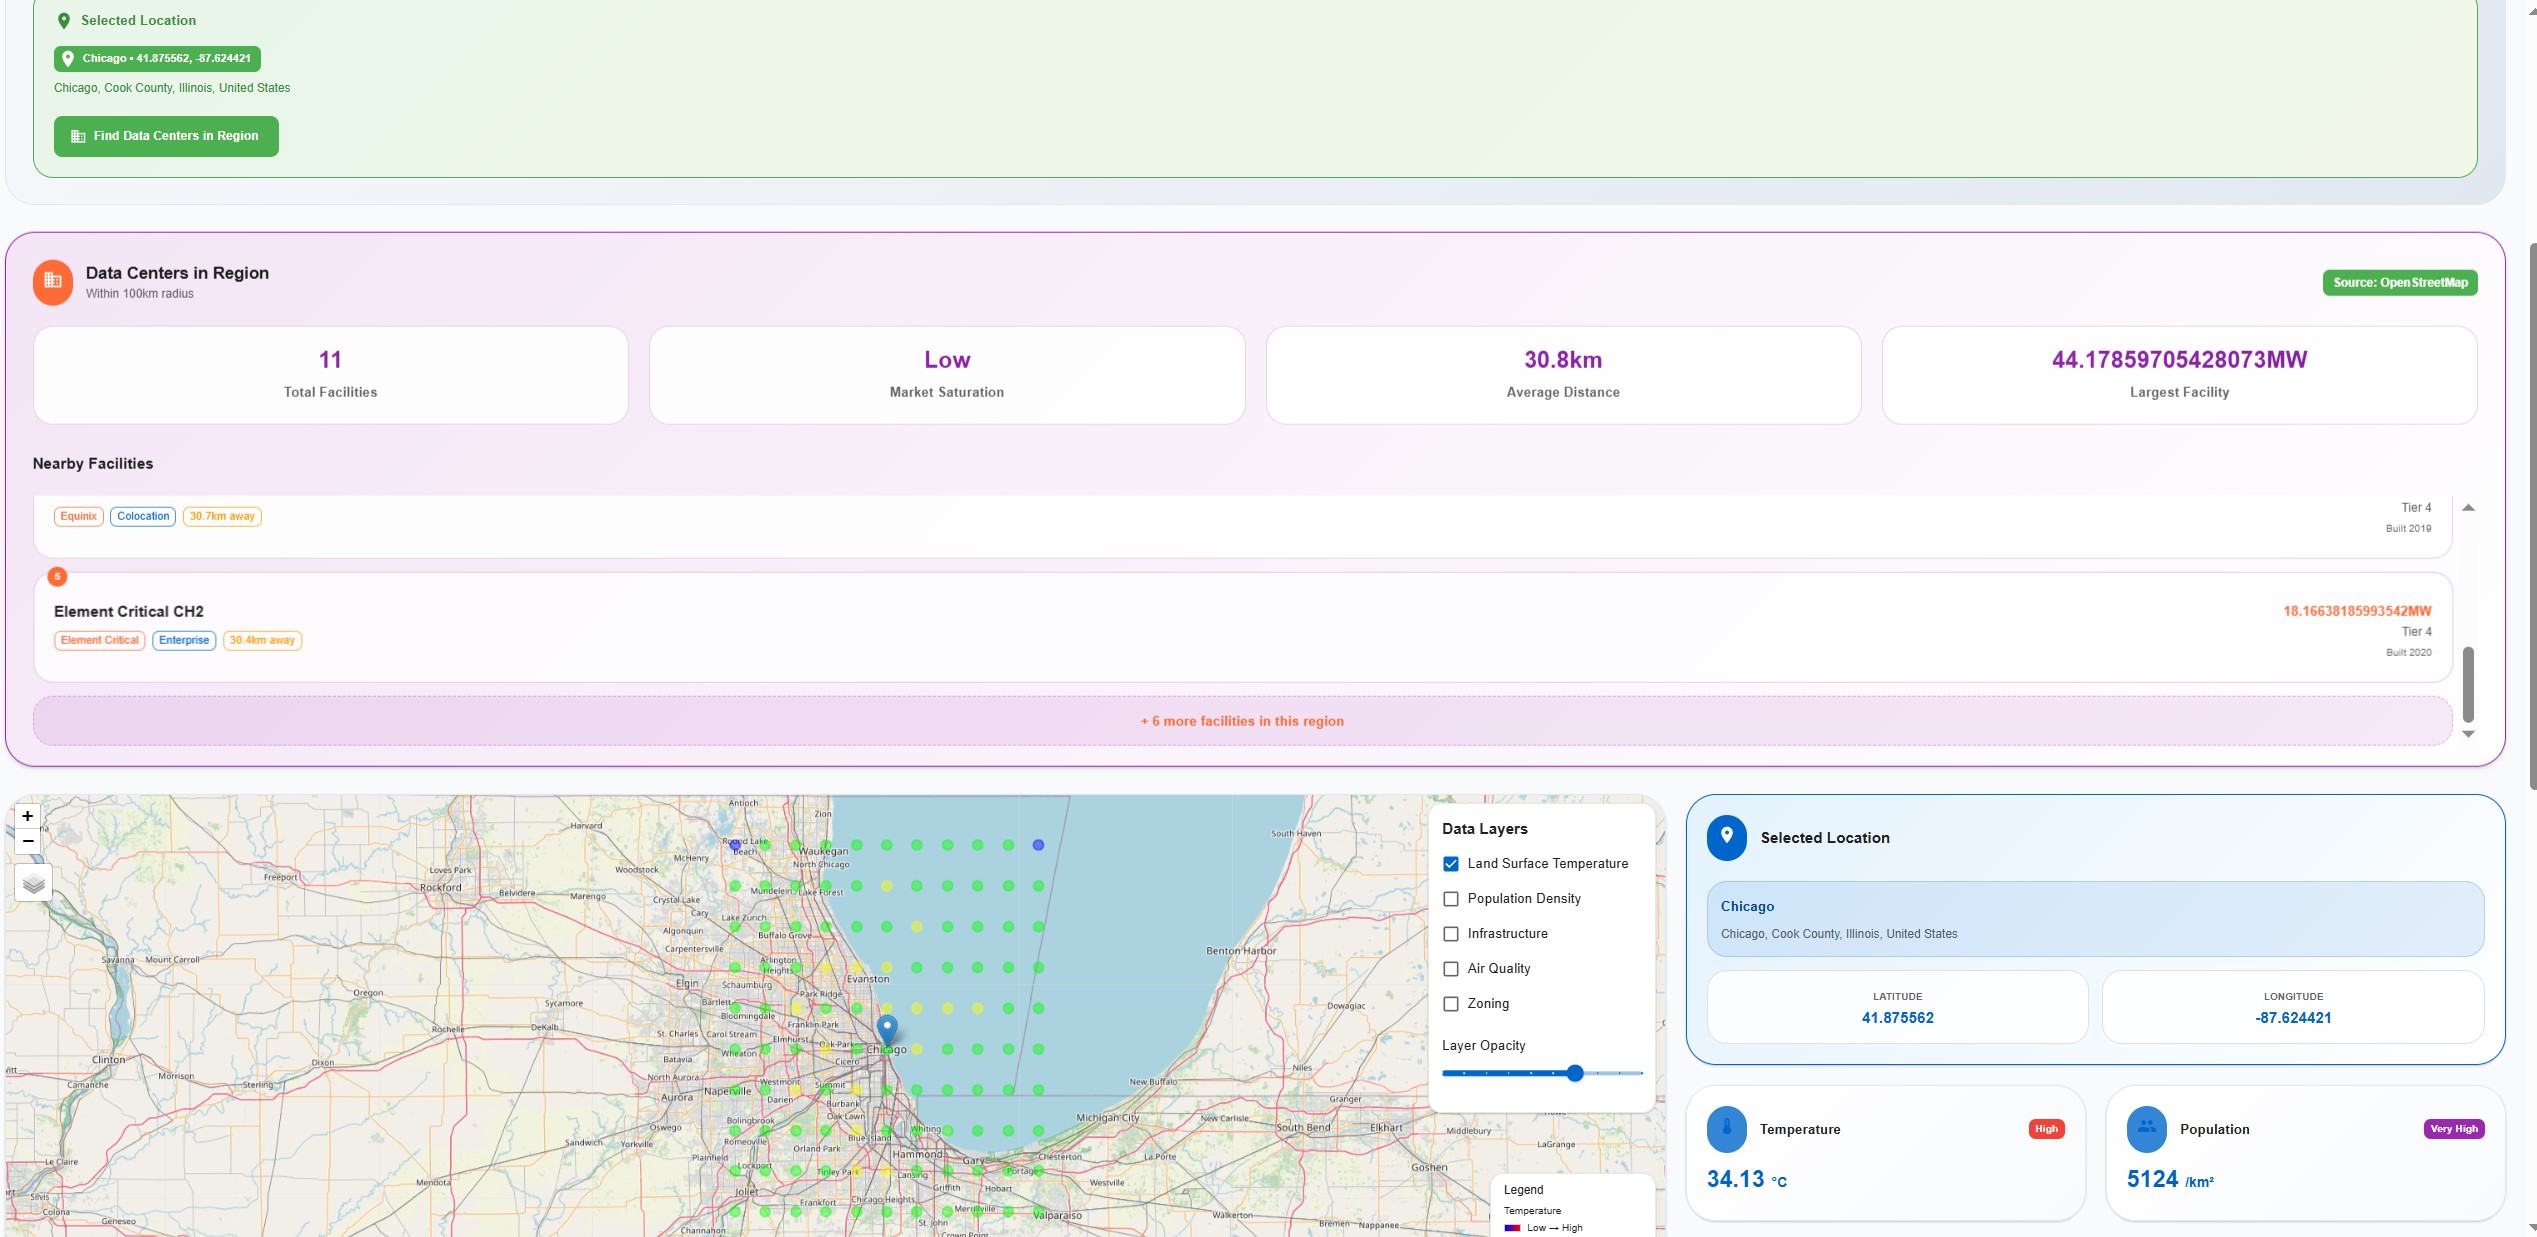 Selected Location
Chicago • 41.875562, -87.624421
Chicago, Cook County, Illinois, United States
Find Data Centers in Region
Data Centers in Region
Within 100km radius
Source: OpenStreetMap
11
Total Facilities
Low
Market Saturation
30.8km
Average Distance
44.17859705428073MW
Largest Facility
Nearby Facilities
Equinix
Colocation
30.7km away
Tier 4
Built 2019
5
Element Critical CH2
Element Critical
Enterprise
30.4km away
18.16638185993542MW
Tier 4
Built 2020
+ 6 more facilities in this region
+
−
Antioch
Zion
Harvard
Round Lake Beach
Waukegan
McHenry
North Chicago
Woodstock
Loves Park
Freeport
Rockford
Belvidere
Marengo
Mundelein
Lake Forest
Crystal Lake
Cary
Lake Zurich
Algonquin
Buffalo Grove
Carpentersville
Arlington Heights
Savanna
Mount Carroll
Evanston
Elgin
Schaumburg
Oregon
Sycamore
Bartlett
Park Ridge
Bloomingdale
Franklin Park
Rochelle
DeKalb
St. Charles
Carol Stream
Elmhurst
Oak Park
Chicago
Batavia
Wheaton
Cicero
Clinton
Dixon
Morrison
Sterling
Camanche
North Aurora
Westmont
Summit
Naperville
Aurora
Darien
Burbank
Oak Lawn
Bolingbrook
Oswego
Romeoville
Blue Island
Whiting
Sandwich
Yorkville
Orland Park
Plainfield
Hammond
Gary
Le Claire
Lockport
Tinley Park
Lansing
Portage
Chesterton
Mendota
Joliet
Griffith
Hobart
Silvis
Frankfort
Chicago Heights
Merrillville
Valparaiso
Colona
Geneseo
Channahon
St. John
Crown Point
South Haven
Benton Harbor
Dowagiac
Niles
New Buffalo
Michigan City
New Carlisle
Granger
South Bend
Elkhart
Middlebury
LaGrange
La Porte
Goshen
Westville
Walkerton
Bremen
Nappanee
Data Layers
Land Surface Temperature
Population Density
Infrastructure
Air Quality
Zoning
Layer Opacity
Legend
Temperature
Low → High
Selected Location
Chicago
Chicago, Cook County, Illinois, United States
LATITUDE
41.875562
LONGITUDE
-87.624421
Temperature
High
34.13 °C
Population
Very High
5124 /km²